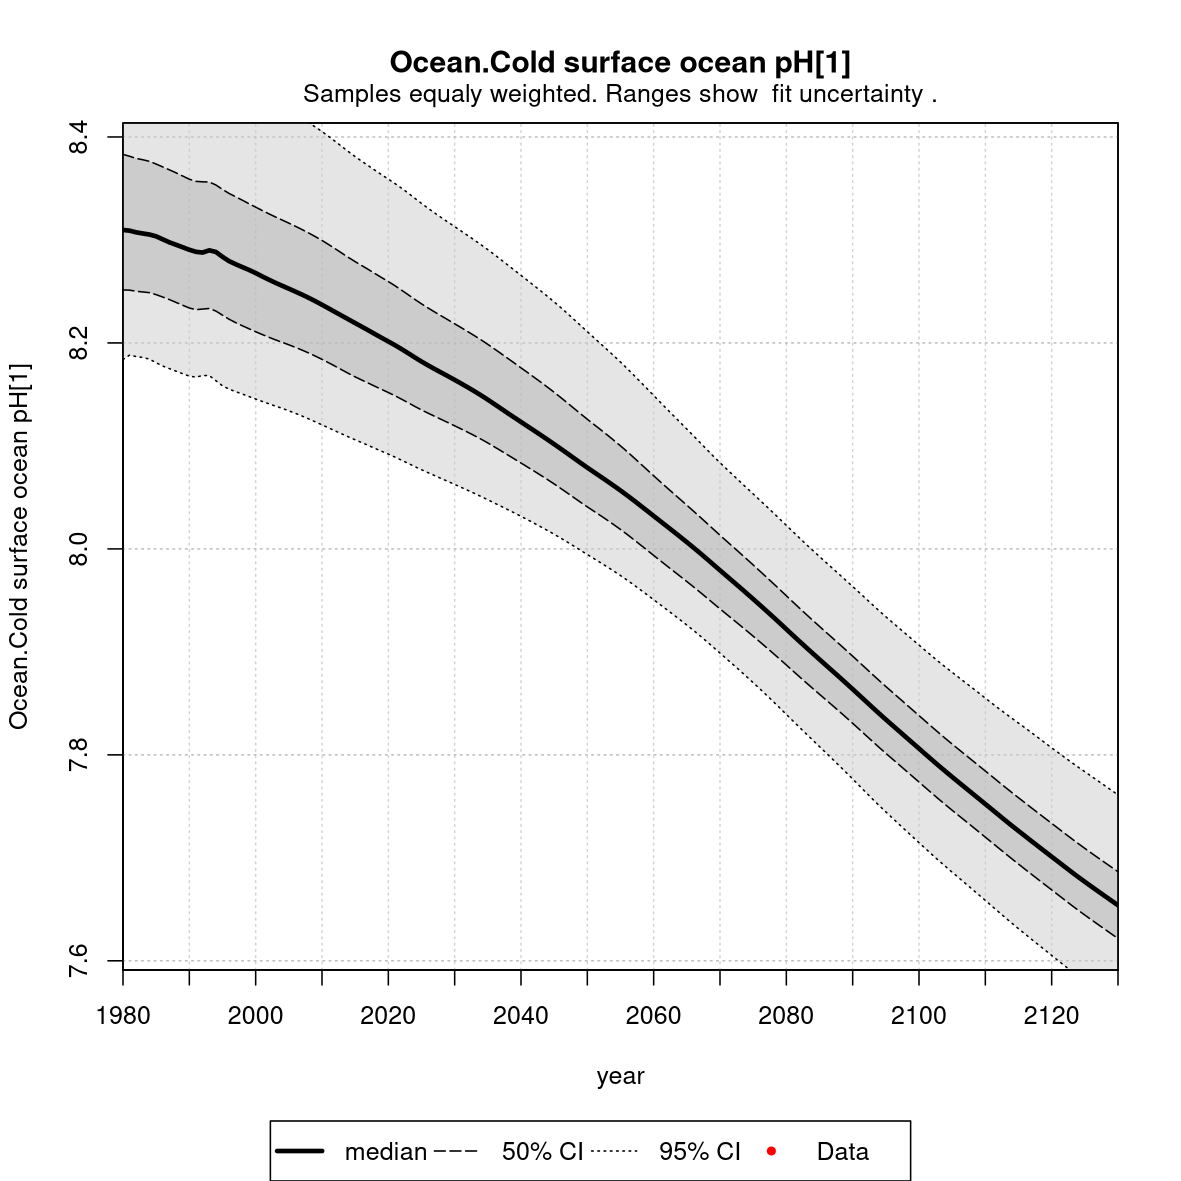 Ocean.Cold surface ocean pH[1]
Samples equaly weighted. Ranges show  fit uncertainty .
Ocean.Cold surface ocean pH[1]
8.4
8.2
8.0
7.8
7.6
1980 2000 2020 2040 2060 2080 2100 2120
year
median 50% CI 95% CI Data